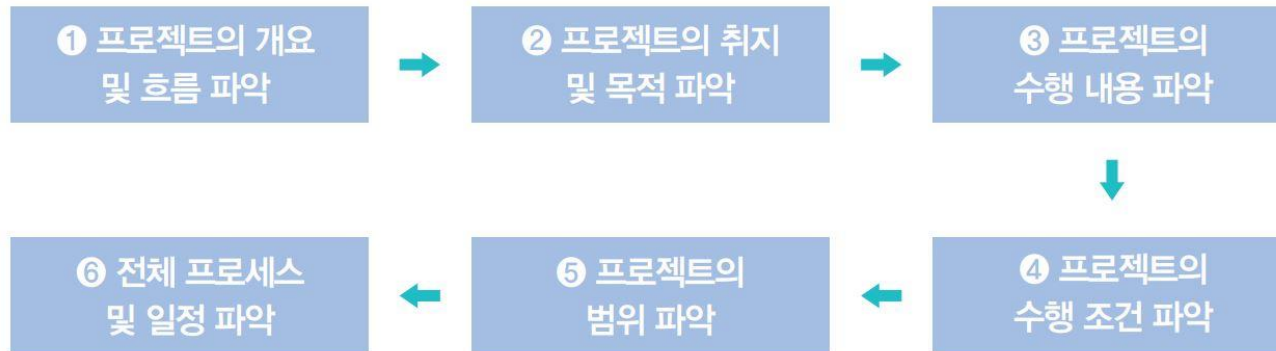 ❶ 프로젝트의 개요
및 흐름 파악
❷ 프로젝트의 취지
및 목적 파악
❸ 프로젝트의
수행 내용 파악
❹ 프로젝트의
수행 조건 파악
❺ 프로젝트의
범위 파악
❻ 전체 프로세스
및 일정 파악